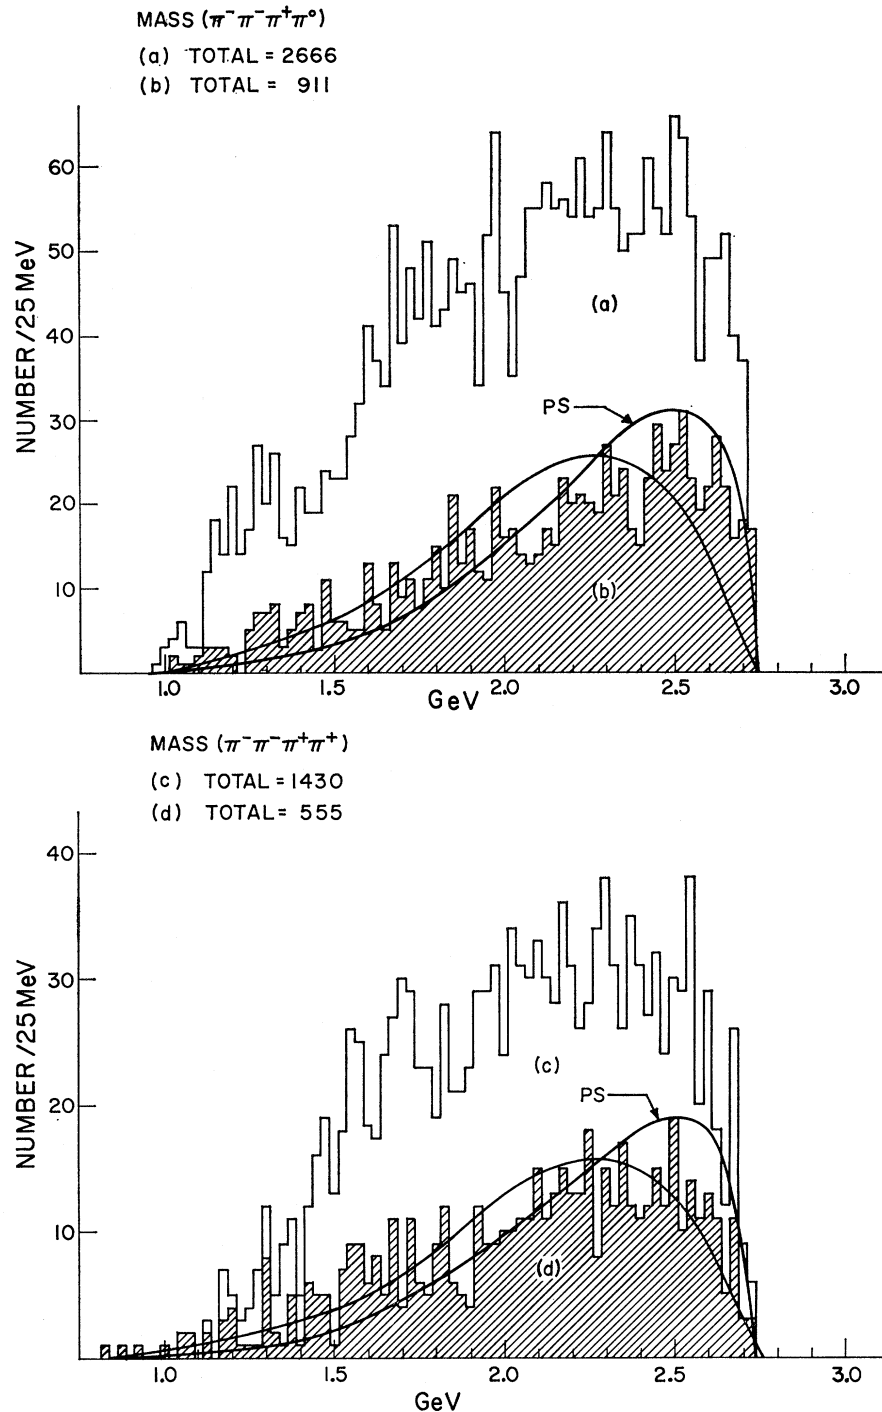 MASS (π⁻π⁻π⁺π⁰)
(a) TOTAL = 2666
(b) TOTAL = 911
60
50
40
30
20
10
NUMBER/25 MeV
(a)
PS
(b)
1.0 1.5 2.0 2.5 3.0
GeV
MASS (π⁻π⁻π⁺π⁺)
(c) TOTAL = 1430
(d) TOTAL = 555
40
30
20
10
NUMBER/25 MeV
(c)
PS
(d)
1.0 1.5 2.0 2.5 3.0
GeV